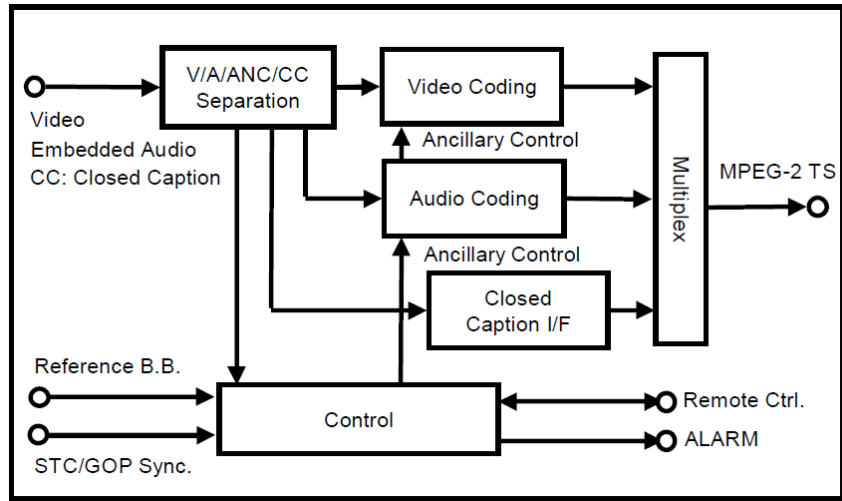 V/A/ANC/CC
Separation
Video Coding
Video
Embedded Audio
CC: Closed Caption
Ancillary Control
Audio Coding
Ancillary Control
Closed
Caption I/F
Multiplex
MPEG-2 TS
Reference B.B.
STC/GOP Sync.
Control
Remote Ctrl.
ALARM